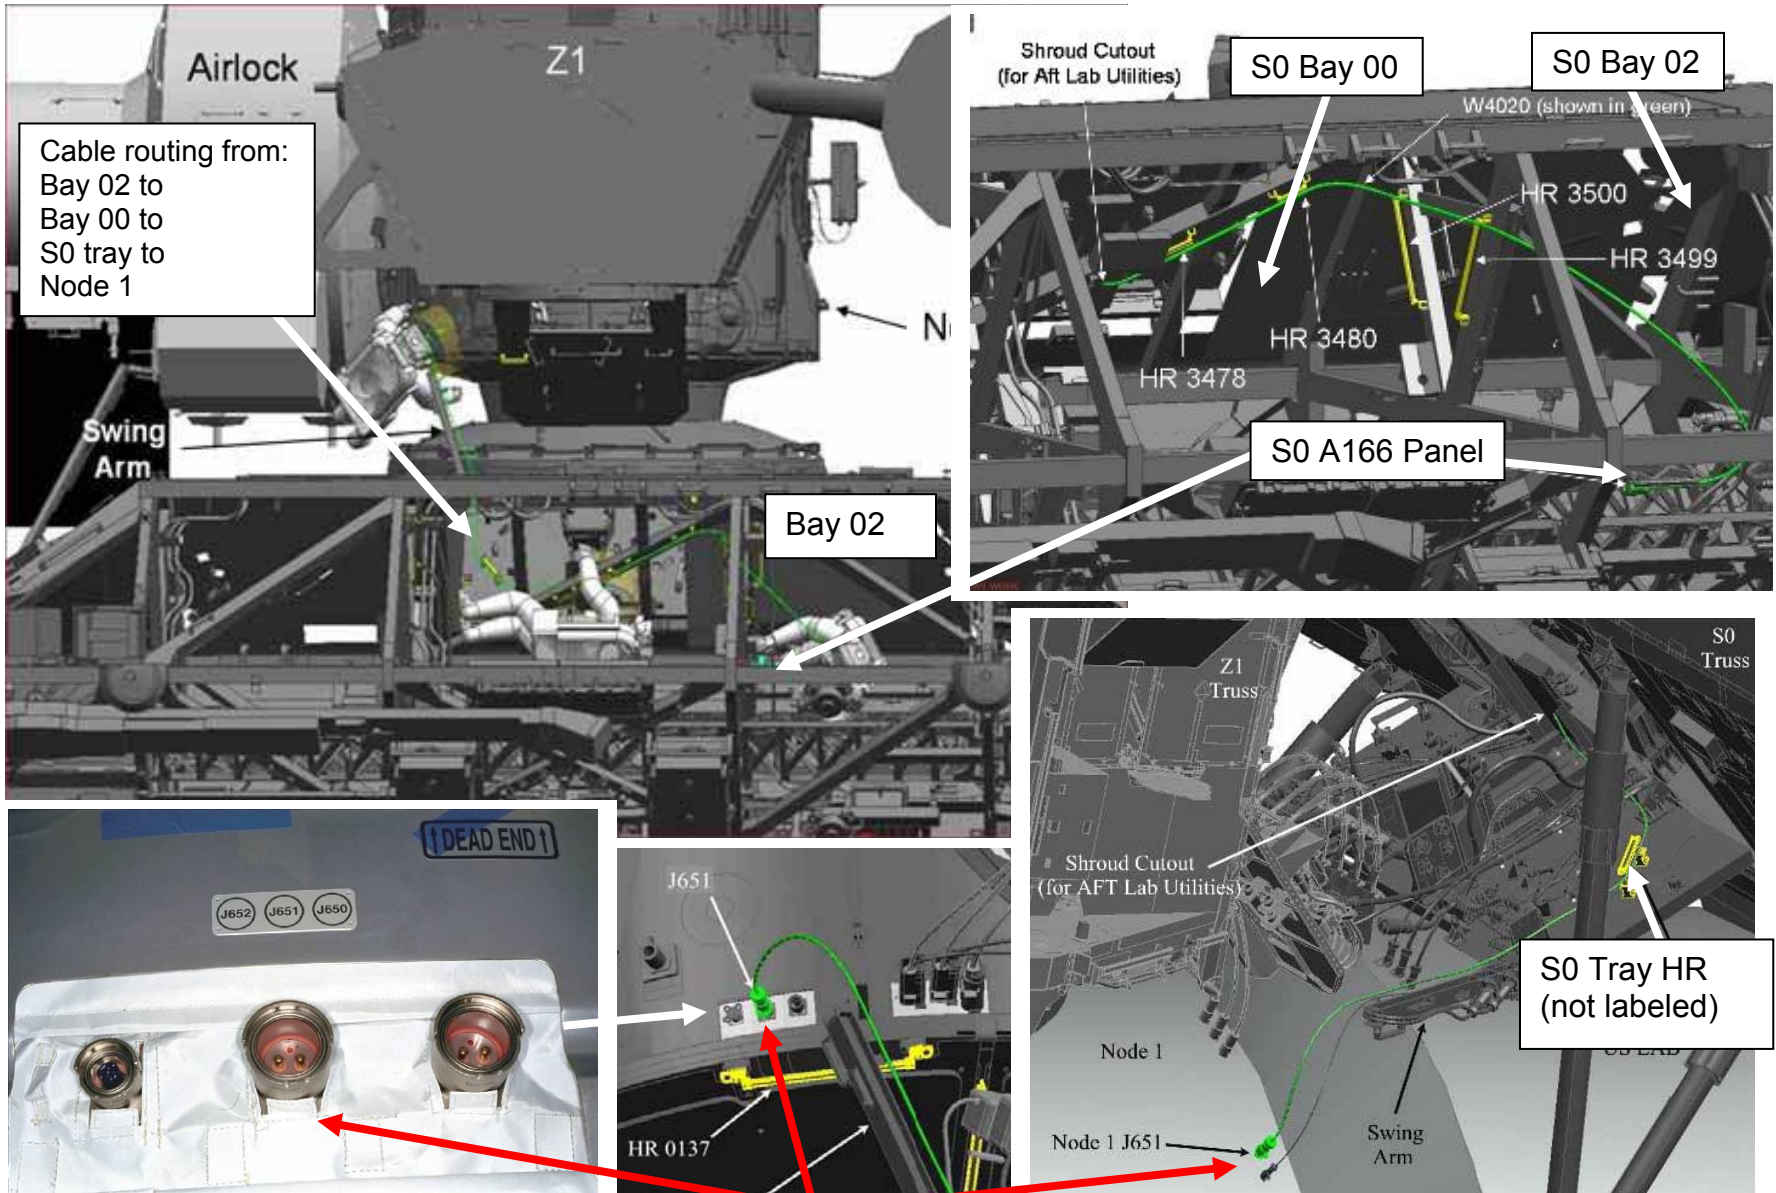 Airlock
Z1
Cable routing from:
Bay 02 to
Bay 00 to
S0 tray to
Node 1
Swing
Arm
Bay 02
Shroud Cutout
(for Aft Lab Utilities)
S0 Bay 00
S0 Bay 02
W4020 (shown in green)
HR 3500
HR 3499
HR 3480
HR 3478
S0 A166 Panel
↑DEAD END↑
J652
J651
J650
J651
HR 0137
Z1
Truss
S0
Truss
Shroud Cutout
(for AFT Lab Utilities)
S0 Tray HR
(not labeled)
Node 1
Node 1 J651
Swing
Arm